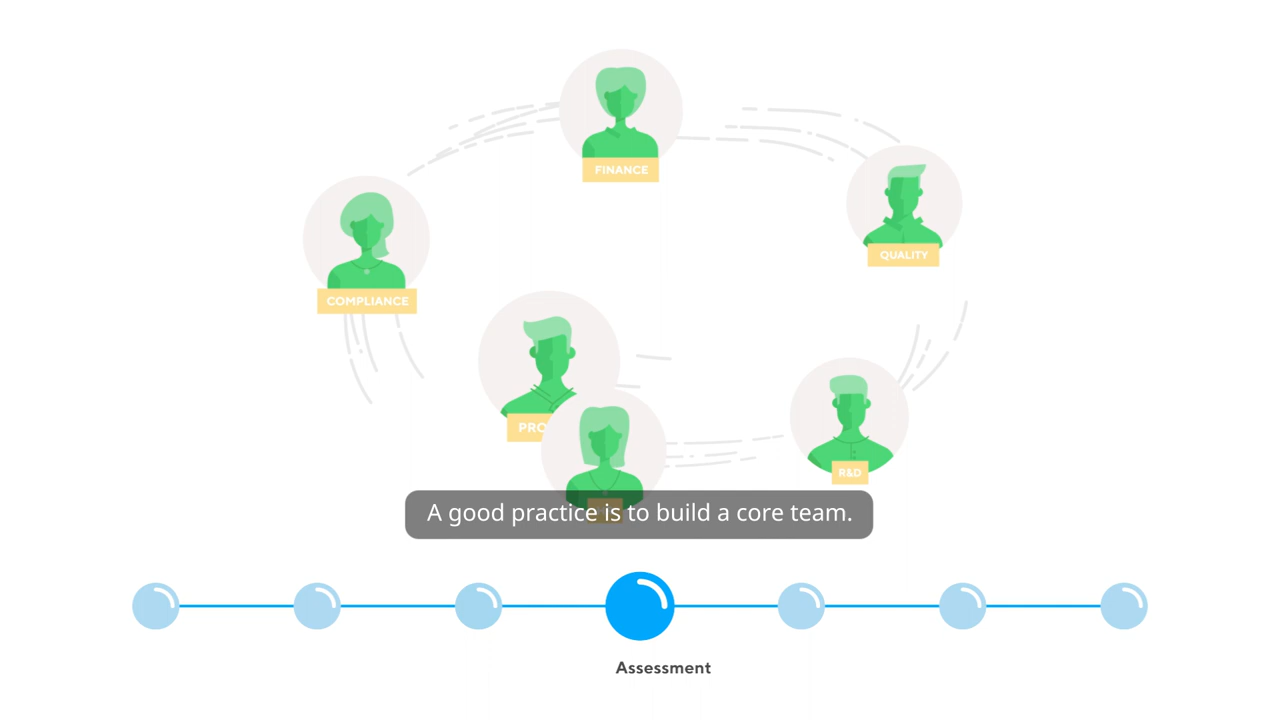 FINANCE
QUALITY
COMPLIANCE
R&D
A good practice is to build a core team.
Assessment